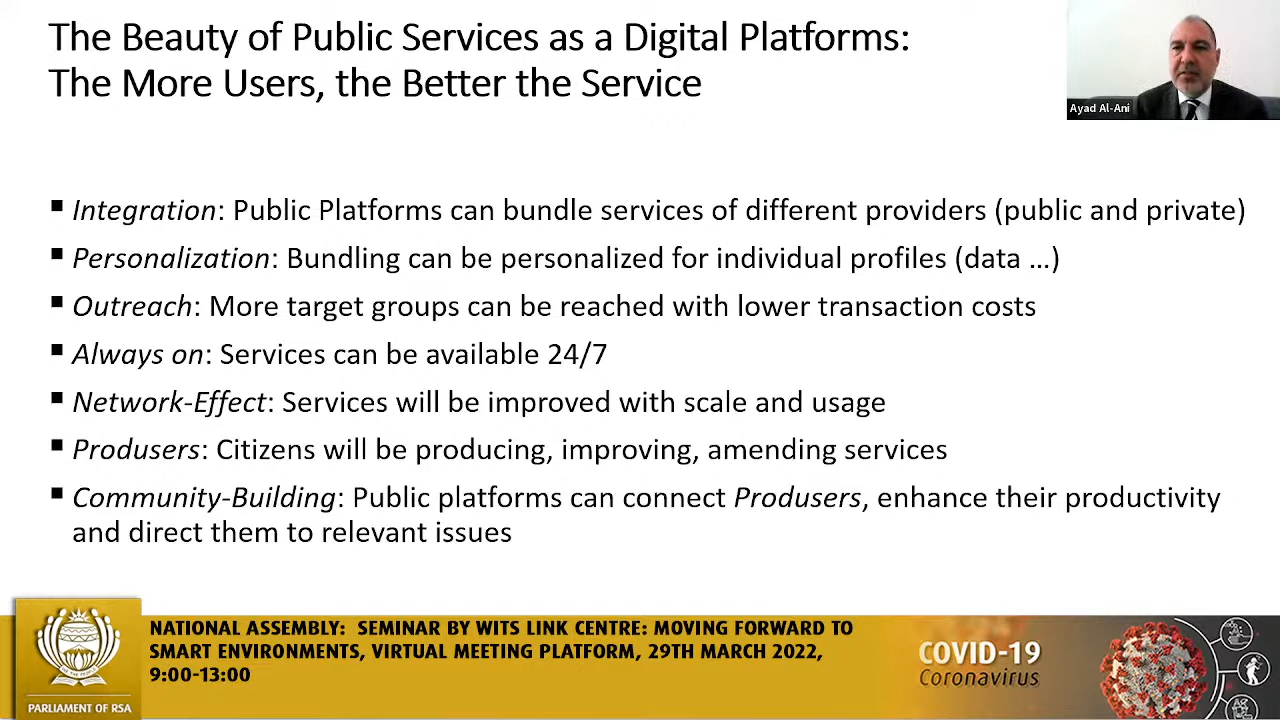 The Beauty of Public Services as a Digital Platforms:
The More Users, the Better the Service
Ayad Al-Ani
▪ Integration: Public Platforms can bundle services of different providers (public and private)
▪ Personalization: Bundling can be personalized for individual profiles (data …)
▪ Outreach: More target groups can be reached with lower transaction costs
▪ Always on: Services can be available 24/7
▪ Network-Effect: Services will be improved with scale and usage
▪ Produsers: Citizens will be producing, improving, amending services
▪ Community-Building: Public platforms can connect Produsers, enhance their productivity
and direct them to relevant issues
NATIONAL ASSEMBLY: SEMINAR BY WITS LINK CENTRE: MOVING FORWARD TO
SMART ENVIRONMENTS, VIRTUAL MEETING PLATFORM, 29TH MARCH 2022,
9:00-13:00
PARLIAMENT OF RSA
COVID-19
Coronavirus